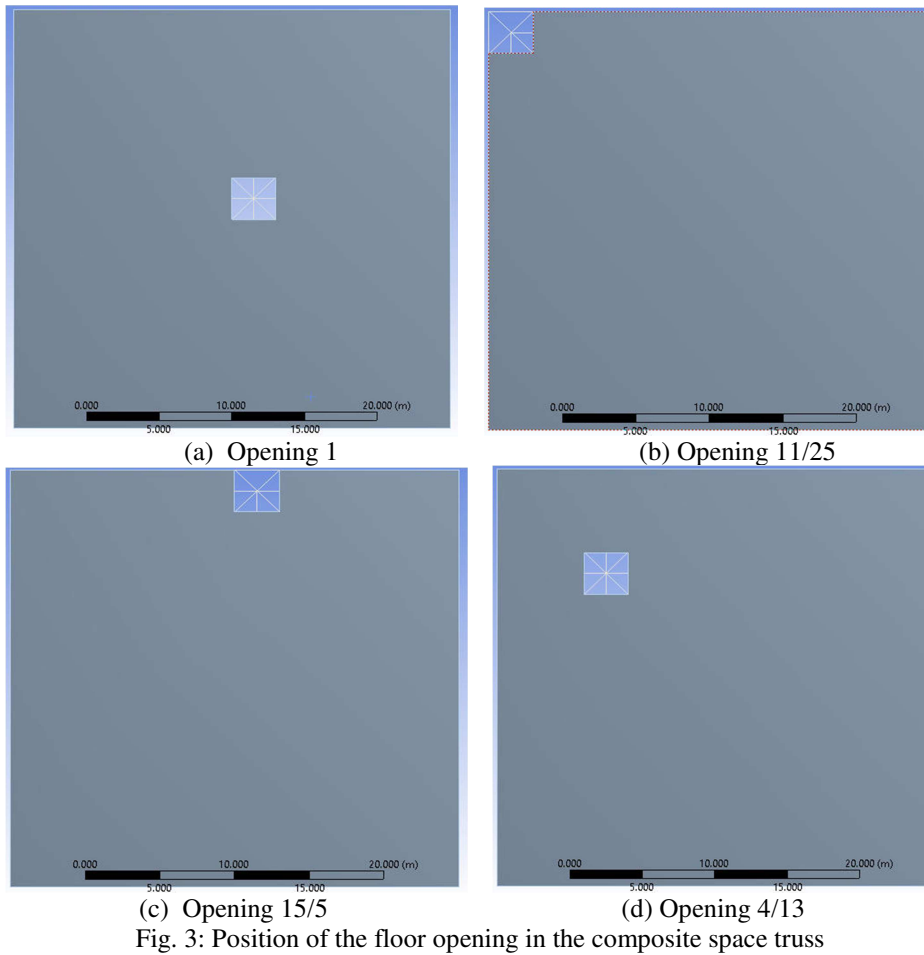 0.000 10.000 20.000 (m)
5.000 15.000
(a) Opening 1
0.000 10.000 20.000 (m)
5.000 15.000
(b) Opening 11/25
0.000 10.000 20.000 (m)
5.000 15.000
(c) Opening 15/5
0.000 10.000 20.000 (m)
5.000 15.000
(d) Opening 4/13
Fig. 3: Position of the floor opening in the composite space truss